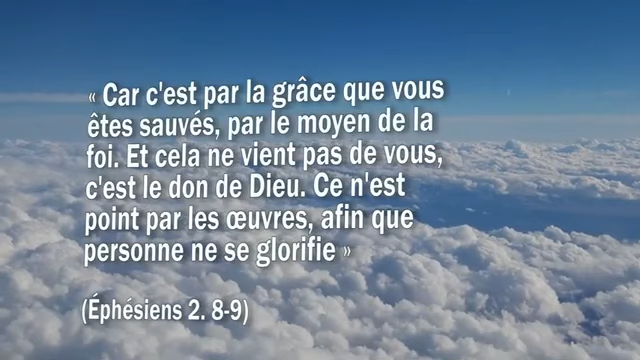 « Car c'est par la grâce que vous
êtes sauvés, par le moyen de la
foi. Et cela ne vient pas de vous,
c'est le don de Dieu. Ce n'est
point par les œuvres, afin que
personne ne se glorifie »
(Éphésiens 2. 8-9)